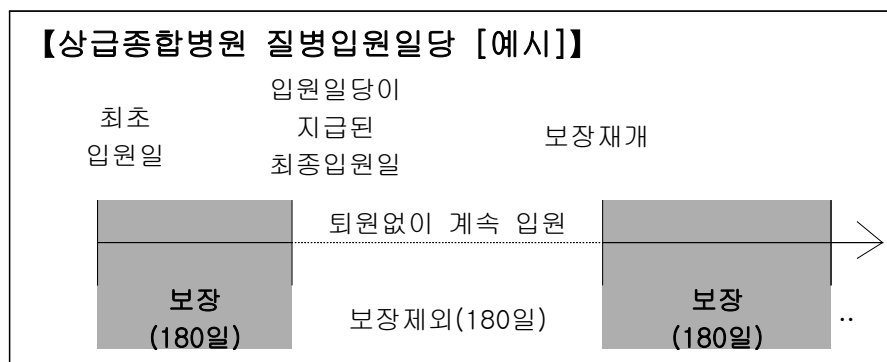 【상급종합병원 질병입원일당 [예시]】
최초
입원일
입원일당이
지급된
최종입원일
보장재개
퇴원없이 계속 입원
보장
(180일)
보장제외(180일)
보장
(180일)
..